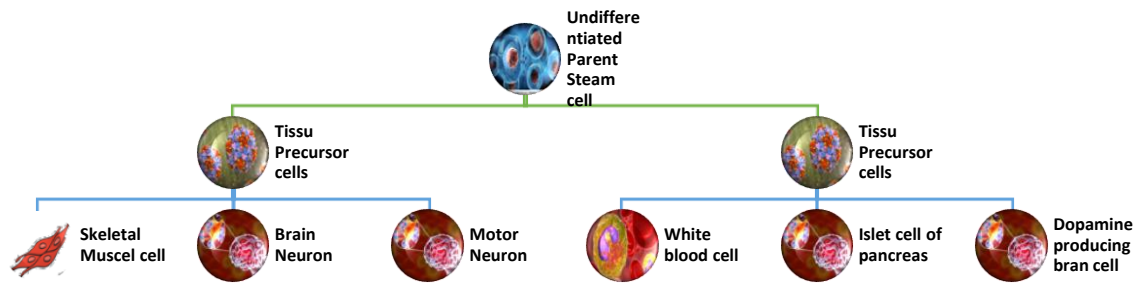 Undiffere
ntiated
Parent
Steam
cell
Tissu
Precursor
cells
Tissu
Precursor
cells
Skeletal
Muscel cell
Brain
Neuron
Motor
Neuron
White
blood cell
Islet cell of
pancreas
Dopamine
producing
bran cell